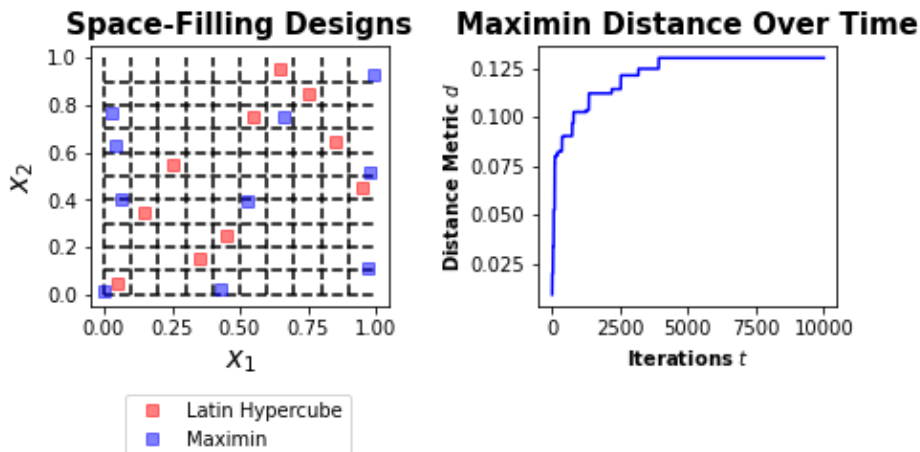 Space-Filling Designs
1.0
0.8
0.6
0.4
0.2
0.0
x2
0.00 0.25 0.50 0.75 1.00
x1
Latin Hypercube
Maximin
Maximin Distance Over Time
0.125
0.100
0.075
0.050
0.025
Distance Metric d
0 2500 5000 7500 10000
Iterations t